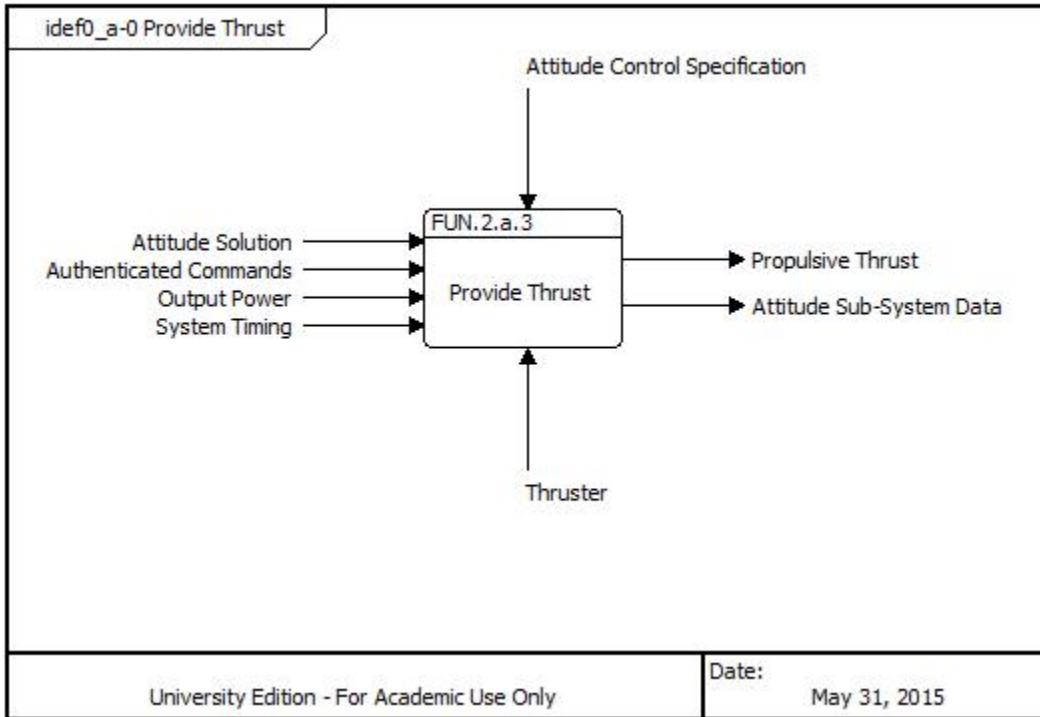 idef0_a-0 Provide Thrust
Attitude Control Specification
FUN.2.a.3
Attitude Solution
Authenticated Commands
Output Power
System Timing
Provide Thrust
Propulsive Thrust
Attitude Sub-System Data
Thruster
University Edition - For Academic Use Only
Date:
May 31, 2015